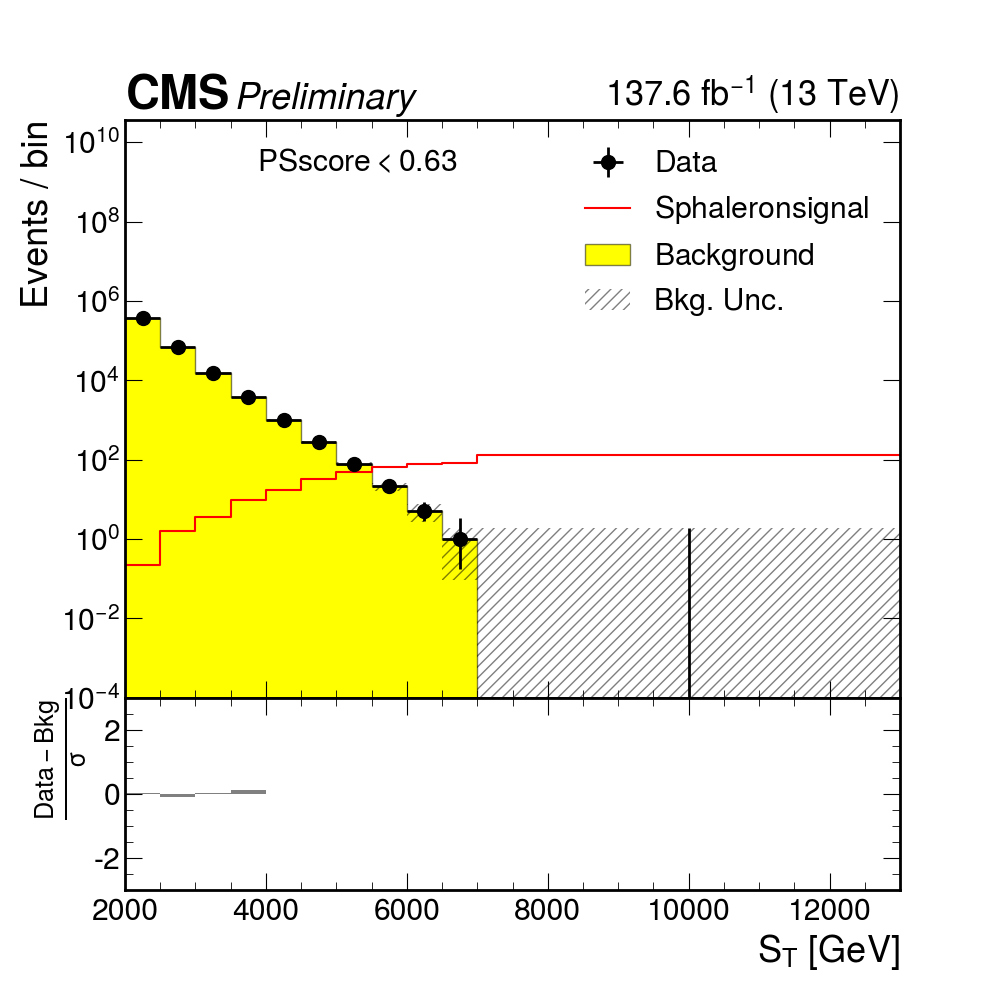 CMS Preliminary 137.6 fb⁻¹ (13 TeV)
Events / bin
PSscore < 0.63
Data
Sphaleronsignal
Background
Bkg. Unc.
10¹⁰
10⁸
10⁶
10⁴
10²
10⁰
10⁻²
10⁻⁴
Data – Bkg
σ
2
0
-2
2000 4000 6000 8000 10000 12000
S_T [GeV]